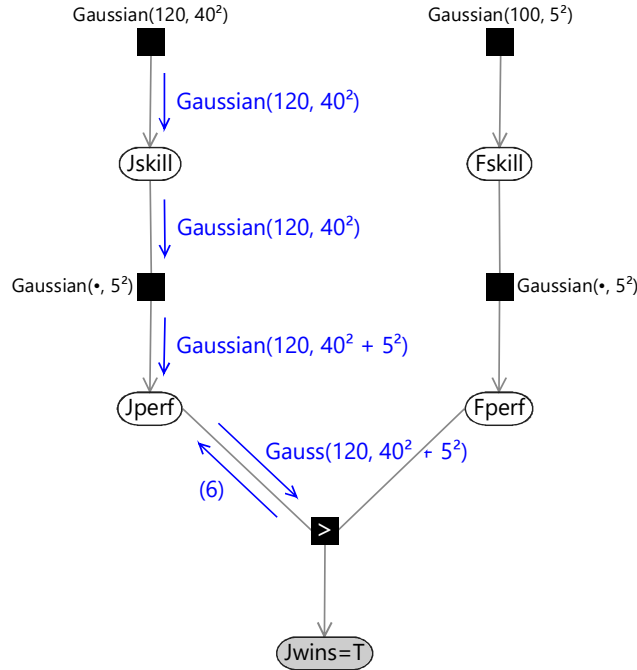 Gaussian(120, 40²)
Gaussian(100, 5²)
Gaussian(120, 40²)
Jskill
Fskill
Gaussian(120, 40²)
Gaussian(•, 5²)
Gaussian(•, 5²)
Gaussian(120, 40² + 5²)
Jperf
Fperf
Gauss(120, 40² + 5²)
(6)
>
Jwins=T